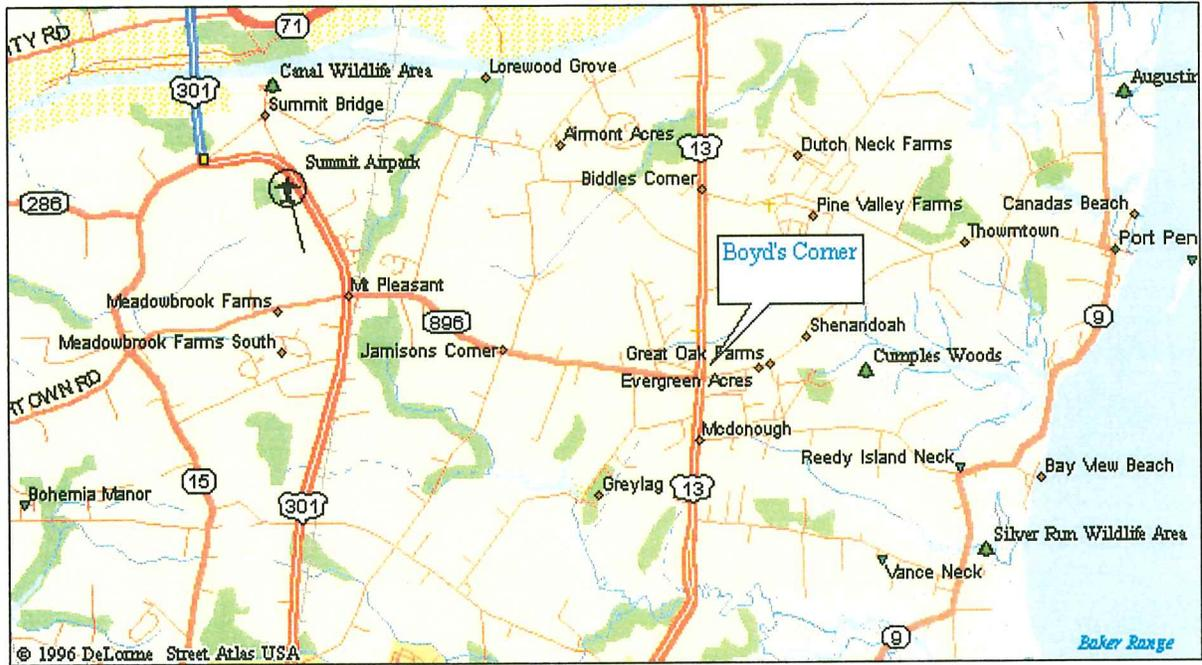 71
ITY RD
301
Canal Wildlife Area
Summit Bridge
Lorewood Grove
Augustin
Airmont Acres
13
Dutch Neck Farms
Summit Airpark
Biddles Corner
286
Pine Valley Farms
Canadas Beach
Thorntown
Port Pen
Boyd's Corner
Mt Pleasant
Meadowbrook Farms
896
9
Shenandoah
Meadowbrook Farms South
Jamisons Corner
Great Oak Farms
Cumples Woods
Evergreen Acres
TOWN RD
Mcdonough
Reedy Island Neck
Bay View Beach
15
Greylag
13
Bohemia Manor
301
Silver Run Wildlife Area
Vance Neck
9
Baker Range
© 1996 DeLorme Street Atlas USA